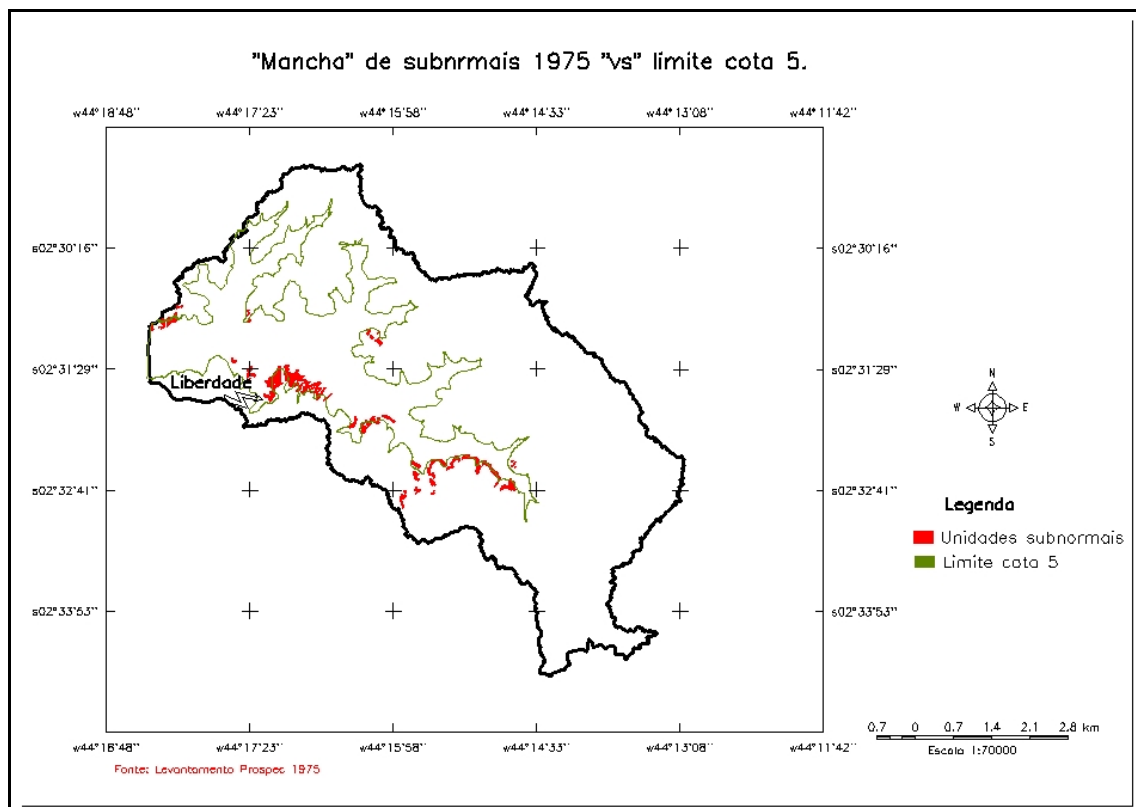 "Mancha" de subnrmais 1975 "vs" limite cota 5.
w44°18'48'' w44°17'23'' w44°15'58'' w44°14'33'' w44°13'08'' w44°11'42''
s02°30'16'' s02°30'16''
s02°31'29'' s02°31'29''
Liberdade
N
W E
S
s02°32'41'' s02°32'41''
Legenda
Unidades subnormais
Limite cota 5
s02°33'53'' s02°33'53''
w44°16'48'' w44°17'23'' w44°15'58'' w44°14'33'' w44°13'08'' w44°11'42''
0.7 0 0.7 1.4 2.1 2.8 km
Escala 1:70000
Fonte: Levantamento Prospec 1975